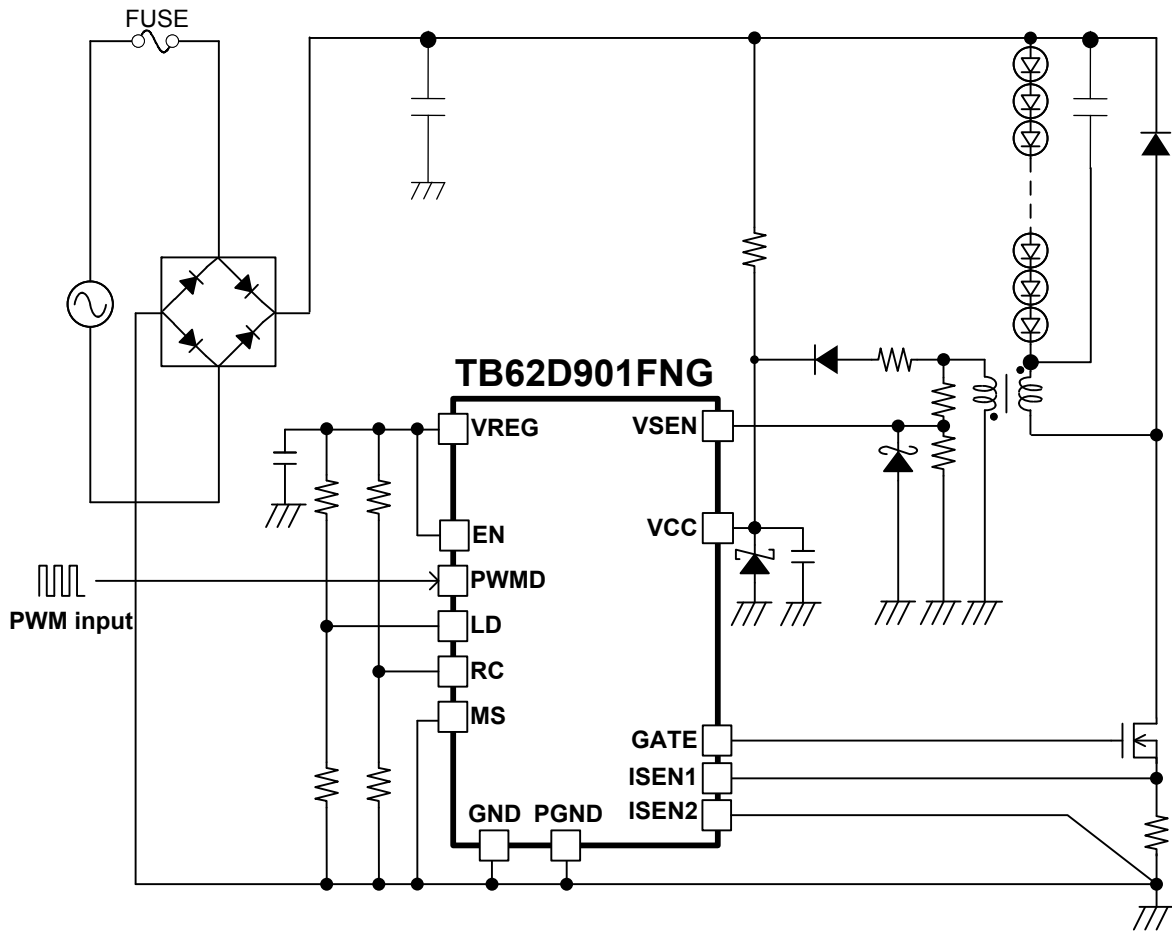 FUSE
TB62D901FNG
VREG
VSEN
EN
VCC
PWMD
PWM input
LD
RC
MS
GATE
ISEN1
ISEN2
GND PGND